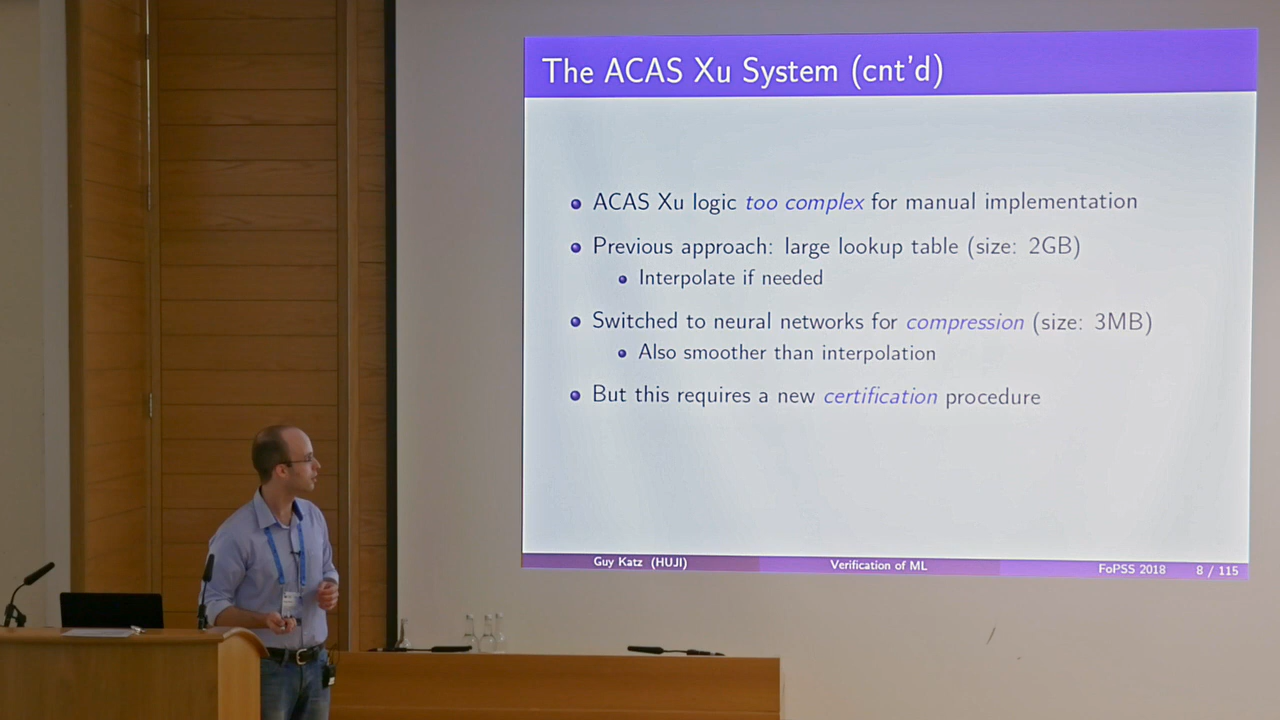 The ACAS Xu System (cnt'd)
ACAS Xu logic too complex for manual implementation
Previous approach: large lookup table (size: 2GB)
Interpolate if needed
Switched to neural networks for compression (size: 3MB)
Also smoother than interpolation
But this requires a new certification procedure
Guy Katz (HUJI) Verification of ML FoPSS 2018 8 / 115